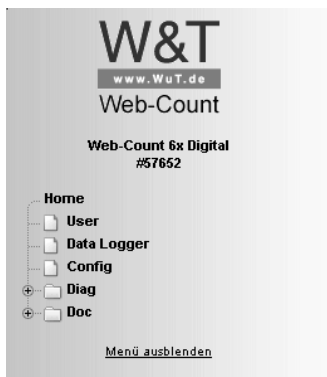 W&T
www.WuT.de
Web-Count
Web-Count 6x Digital
#57652
Home
User
Data Logger
Config
Diag
Doc
Menü ausblenden